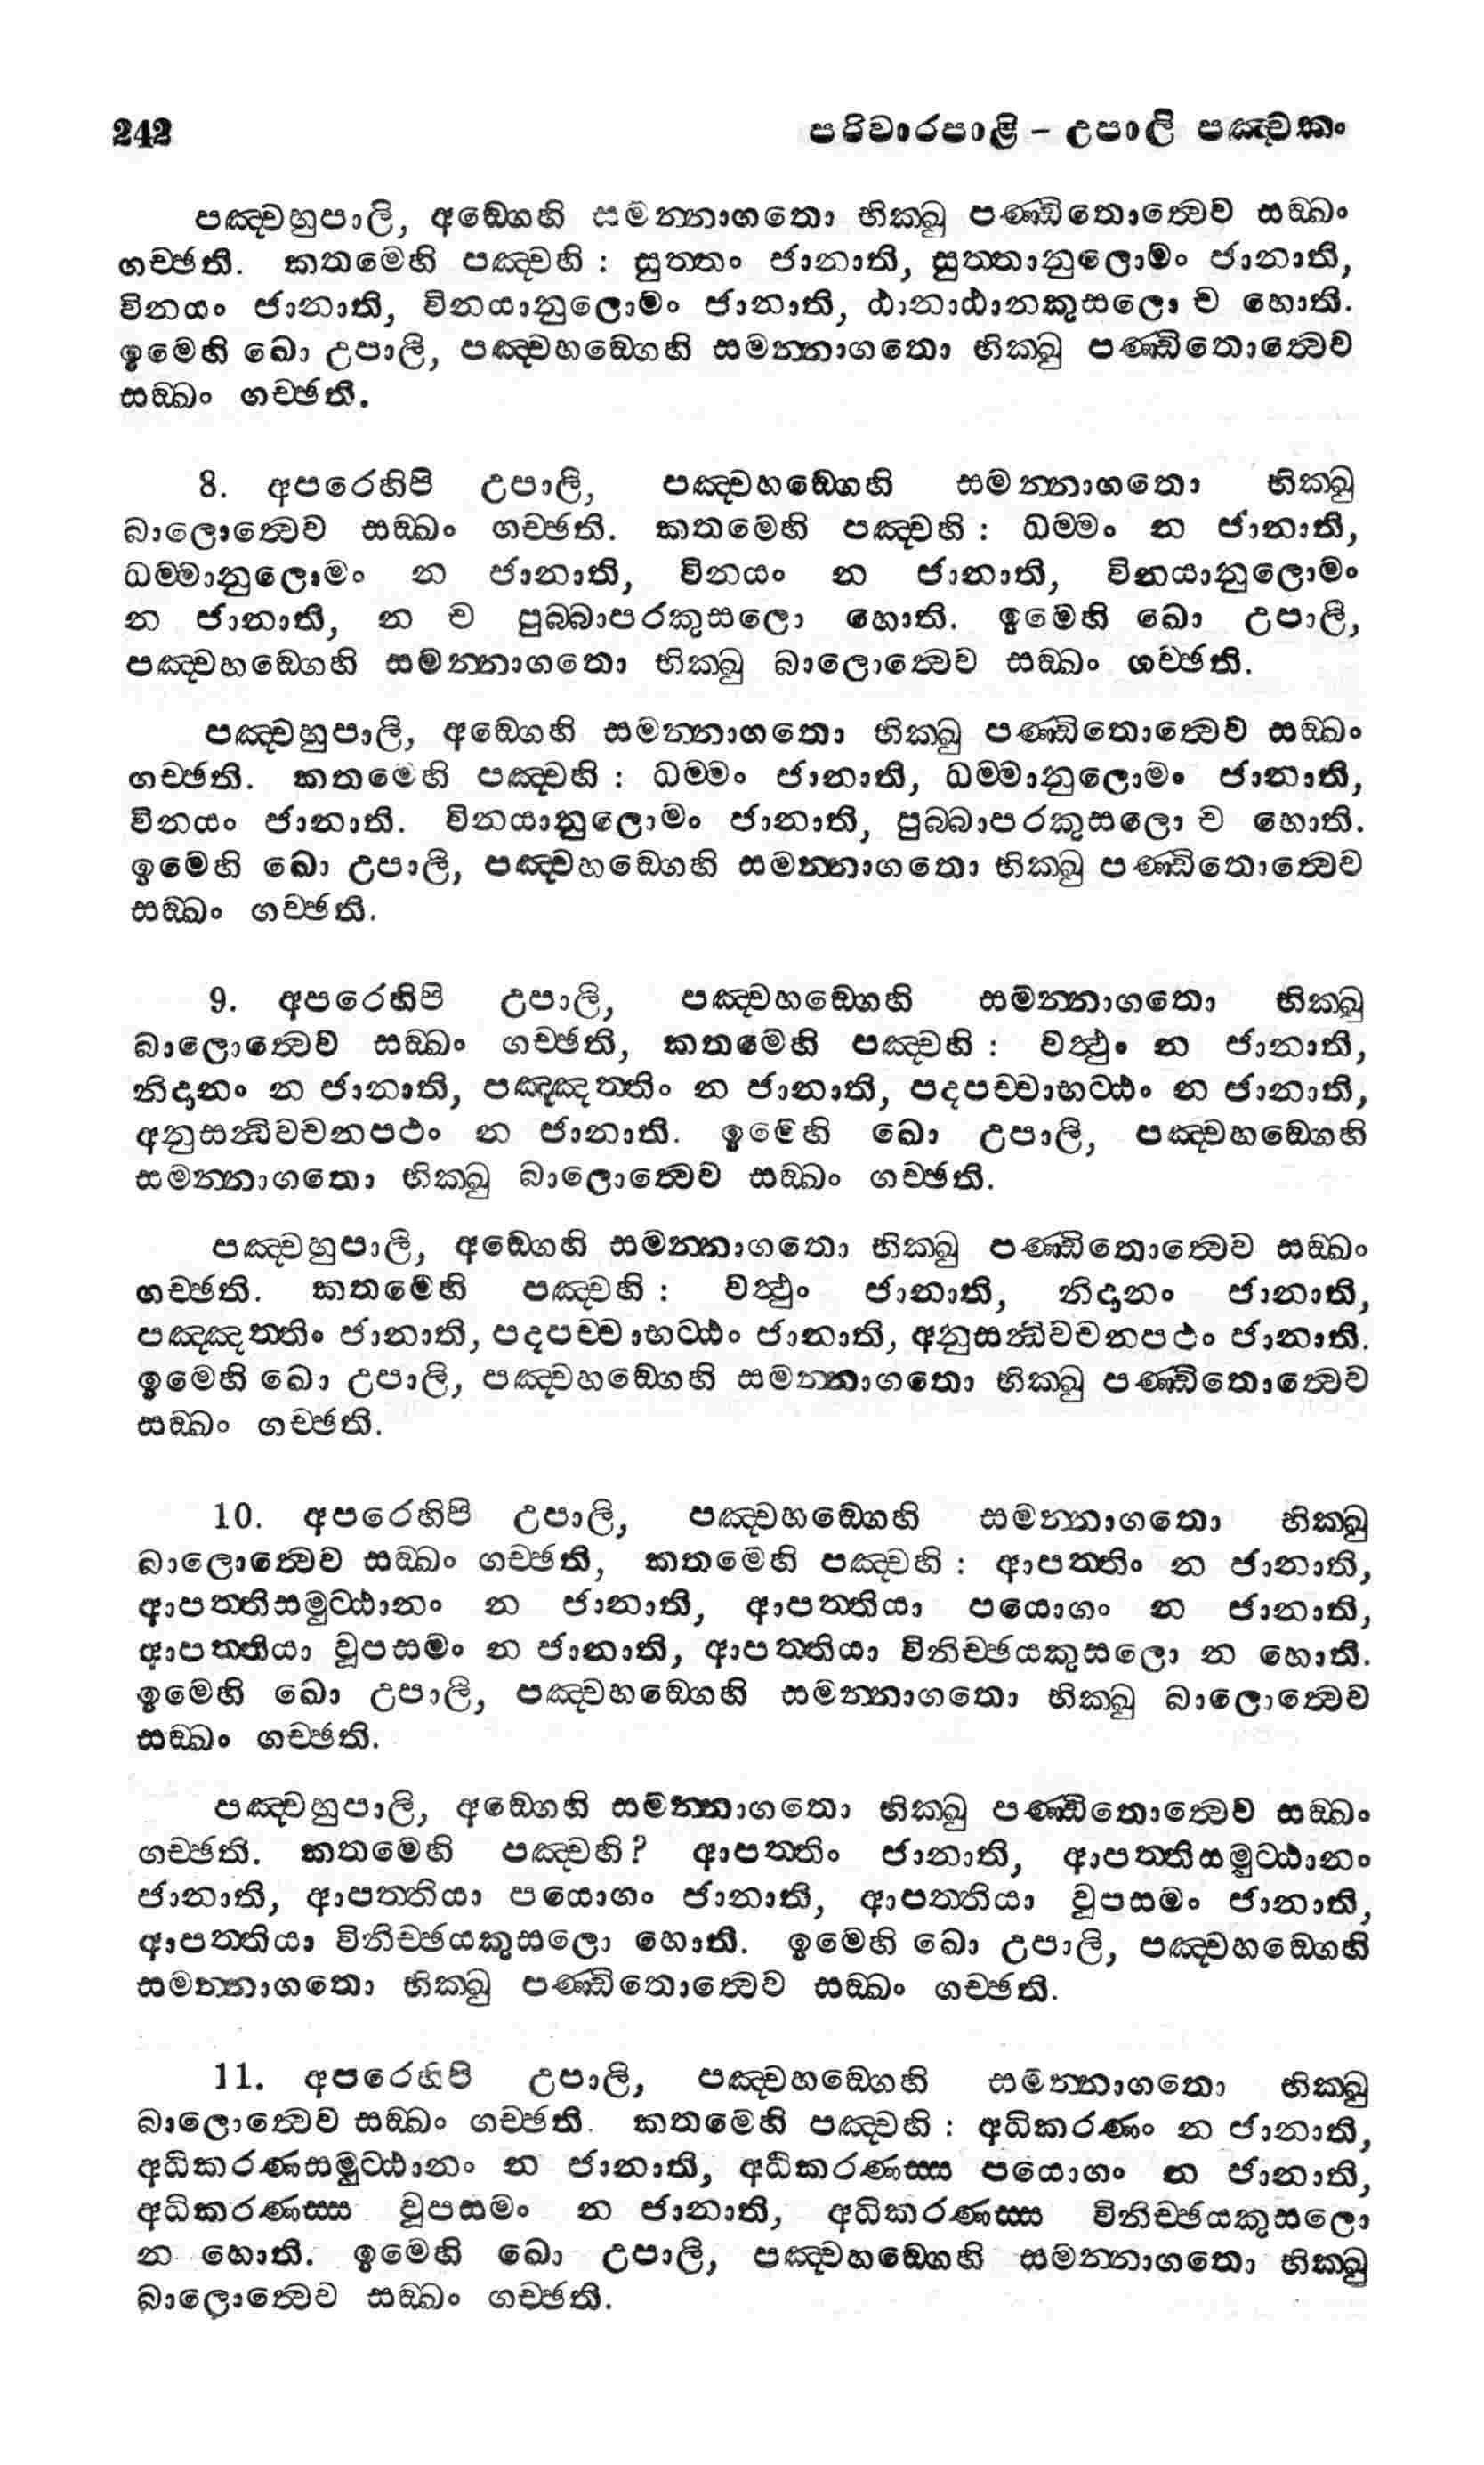 242 පරිවාරපාළි – උපාලි පඤ්චකං
පඤ්චහුපාලි, අඞ්ගෙහි සමන්නාගතො භික්ඛු පණ්ඩිතොත්වෙව සඞ්ඛං
ගච්ඡති. කතමෙහි පඤ්චහි : සුත්තං ජානාති, සුත්තානුලොමං ජානාති,
විනයං ජානාති, විනයානුලොමං ජානාති, ඨානාඨානකුසලො ච හොති.
ඉමෙහි ඛො උපාලි, පඤ්චහඞ්ගෙහි සමන්නාගතො භික්ඛු පණ්ඩිතොත්වෙව
සඞ්ඛං ගච්ඡති.
8. අපරෙහිපි උපාලි, පඤ්චහඞ්ගෙහි සමන්නාගතො භික්ඛු
බාලොත්වෙව සඞ්ඛං ගච්ඡති. කතමෙහි පඤ්චහි : ධම්මං න ජානාති,
ධම්මානුලොමං න ජානාති, විනයං න ජානාති, විනයානුලොමං
න ජානාති, න ච පුබ්බාපරකුසලො හොති. ඉමෙහි ඛො උපාලි,
පඤ්චහඞ්ගෙහි සමන්නාගතො භික්ඛු බාලොත්වෙව සඞ්ඛං ගච්ඡති.
පඤ්චහුපාලි, අඞ්ගෙහි සමන්නාගතො භික්ඛු පණ්ඩිතොත්වෙව සඞ්ඛං
ගච්ඡති. කතමෙහි පඤ්චහි : ධම්මං ජානාති, ධම්මානුලොමං ජානාති,
විනයං ජානාති. විනයානුලොමං ජානාති, පුබ්බාපරකුසලො ච හොති.
ඉමෙහි ඛො උපාලි, පඤ්චහඞ්ගෙහි සමන්නාගතො භික්ඛු පණ්ඩිතොත්වෙව
සඞ්ඛං ගච්ඡති.
9. අපරෙහිපි උපාලි, පඤ්චහඞ්ගෙහි සමන්නාගතො භික්ඛු
බාලොත්වෙව සඞ්ඛං ගච්ඡති, කතමෙහි පඤ්චහි : වත්ථුං න ජානාති,
නිදානං න ජානාති, පඤ්ඤත්තිං න ජානාති, පදපච්චාභට්ඨං න ජානාති,
අනුසන්ධිවචනපථං න ජානාති. ඉමෙහි ඛො උපාලි, පඤ්චහඞ්ගෙහි
සමන්නාගතො භික්ඛු බාලොත්වෙව සඞ්ඛං ගච්ඡති.
පඤ්චහුපාලි, අඞ්ගෙහි සමන්නාගතො භික්ඛු පණ්ඩිතොත්වෙව සඞ්ඛං
ගච්ඡති. කතමෙහි පඤ්චහි : වත්ථුං ජානාති, නිදානං ජානාති,
පඤ්ඤත්තිං ජානාති, පදපච්චාභට්ඨං ජානාති, අනුසන්ධිවචනපථං ජානාති.
ඉමෙහි ඛො උපාලි, පඤ්චහඞ්ගෙහි සමන්නාගතො භික්ඛු පණ්ඩිතොත්වෙව
සඞ්ඛං ගච්ඡති.
10. අපරෙහිපි උපාලි, පඤ්චහඞ්ගෙහි සමන්නාගතො භික්ඛු
බාලොත්වෙව සඞ්ඛං ගච්ඡති, කතමෙහි පඤ්චහි : ආපත්තිං න ජානාති,
ආපත්තිසමුට්ඨානං න ජානාති, ආපත්තියා පයොගං න ජානාති,
ආපත්තියා වූපසමං න ජානාති, ආපත්තියා විනිච්ඡයකුසලො න හොති.
ඉමෙහි ඛො උපාලි, පඤ්චහඞ්ගෙහි සමන්නාගතො භික්ඛු බාලොත්වෙව
සඞ්ඛං ගච්ඡති.
පඤ්චහුපාලි, අඞ්ගෙහි සමන්නාගතො භික්ඛු පණ්ඩිතොත්වෙව සඞ්ඛං
ගච්ඡති. කතමෙහි පඤ්චහි? ආපත්තිං ජානාති, ආපත්තිසමුට්ඨානං
ජානාති, ආපත්තියා පයොගං ජානාති, ආපත්තියා වූපසමං ජානාති,
ආපත්තියා විනිච්ඡයකුසලො හොති. ඉමෙහි ඛො උපාලි, පඤ්චහඞ්ගෙහි
සමන්නාගතො භික්ඛු පණ්ඩිතොත්වෙව සඞ්ඛං ගච්ඡති.
11. අපරෙහිපි උපාලි, පඤ්චහඞ්ගෙහි සමන්නාගතො භික්ඛු
බාලොත්වෙව සඞ්ඛං ගච්ඡති. කතමෙහි පඤ්චහි : අධිකරණං න ජානාති,
අධිකරණසමුට්ඨානං න ජානාති, අධිකරණස්ස පයොගං න ජානාති,
අධිකරණස්ස වූපසමං න ජානාති, අධිකරණස්ස විනිච්ඡයකුසලො
න හොති. ඉමෙහි ඛො උපාලි, පඤ්චහඞ්ගෙහි සමන්නාගතො භික්ඛු
බාලොත්වෙව සඞ්ඛං ගච්ඡති.